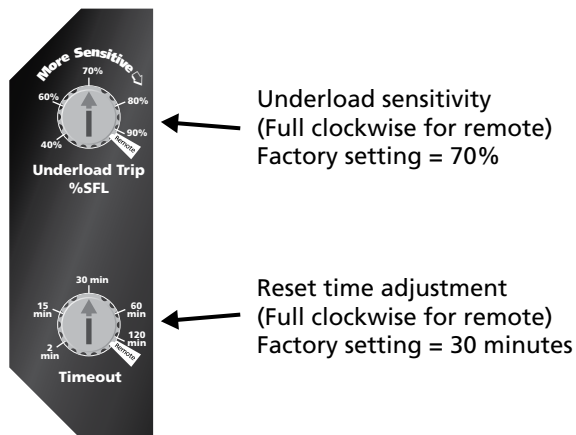 More Sensitive
70%
60%
80%
40%
90%
Remote
Underload Trip
%SFL
Underload sensitivity
(Full clockwise for remote)
Factory setting = 70%
30 min
15
min
60
min
2
min
120
min
Remote
Timeout
Reset time adjustment
(Full clockwise for remote)
Factory setting = 30 minutes